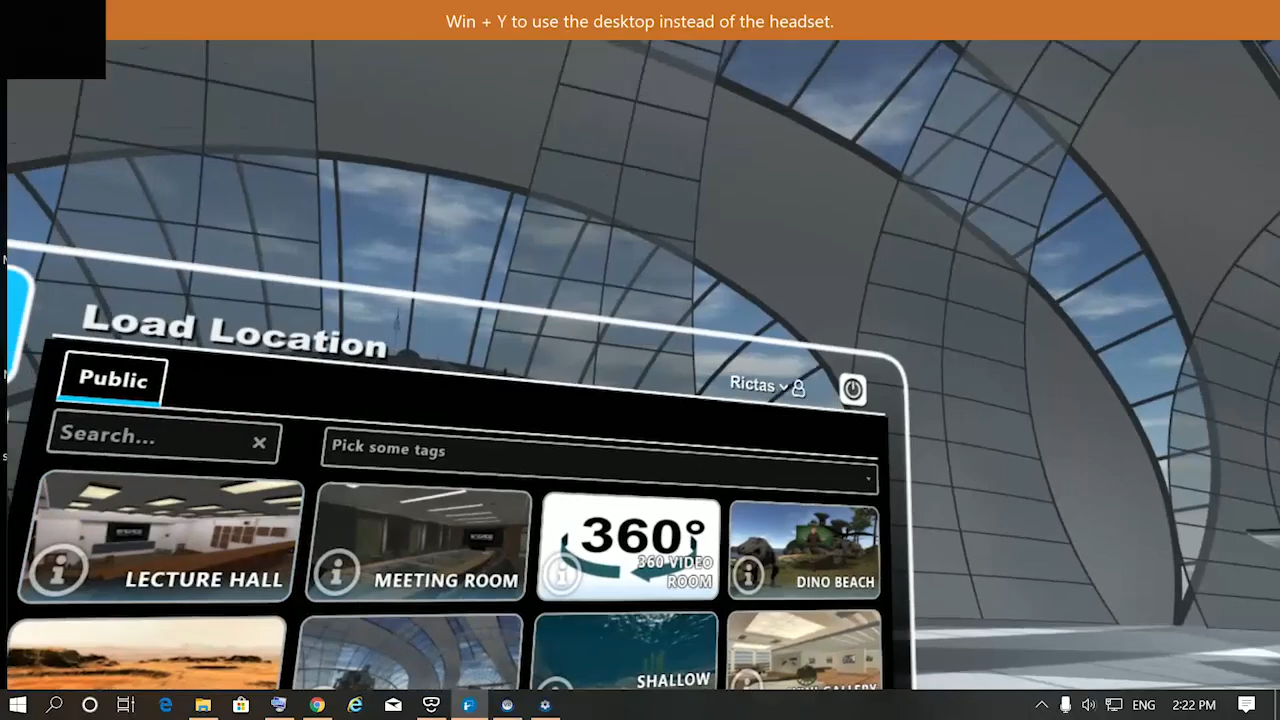 Win + Y to use the desktop instead of the headset.
Load Location
Public
Rictas
Search...
Pick some tags
LECTURE HALL
MEETING ROOM
360°
360 VIDEO
ROOM
DINO BEACH
SHALLOW
GALLERY
ENG
2:22 PM